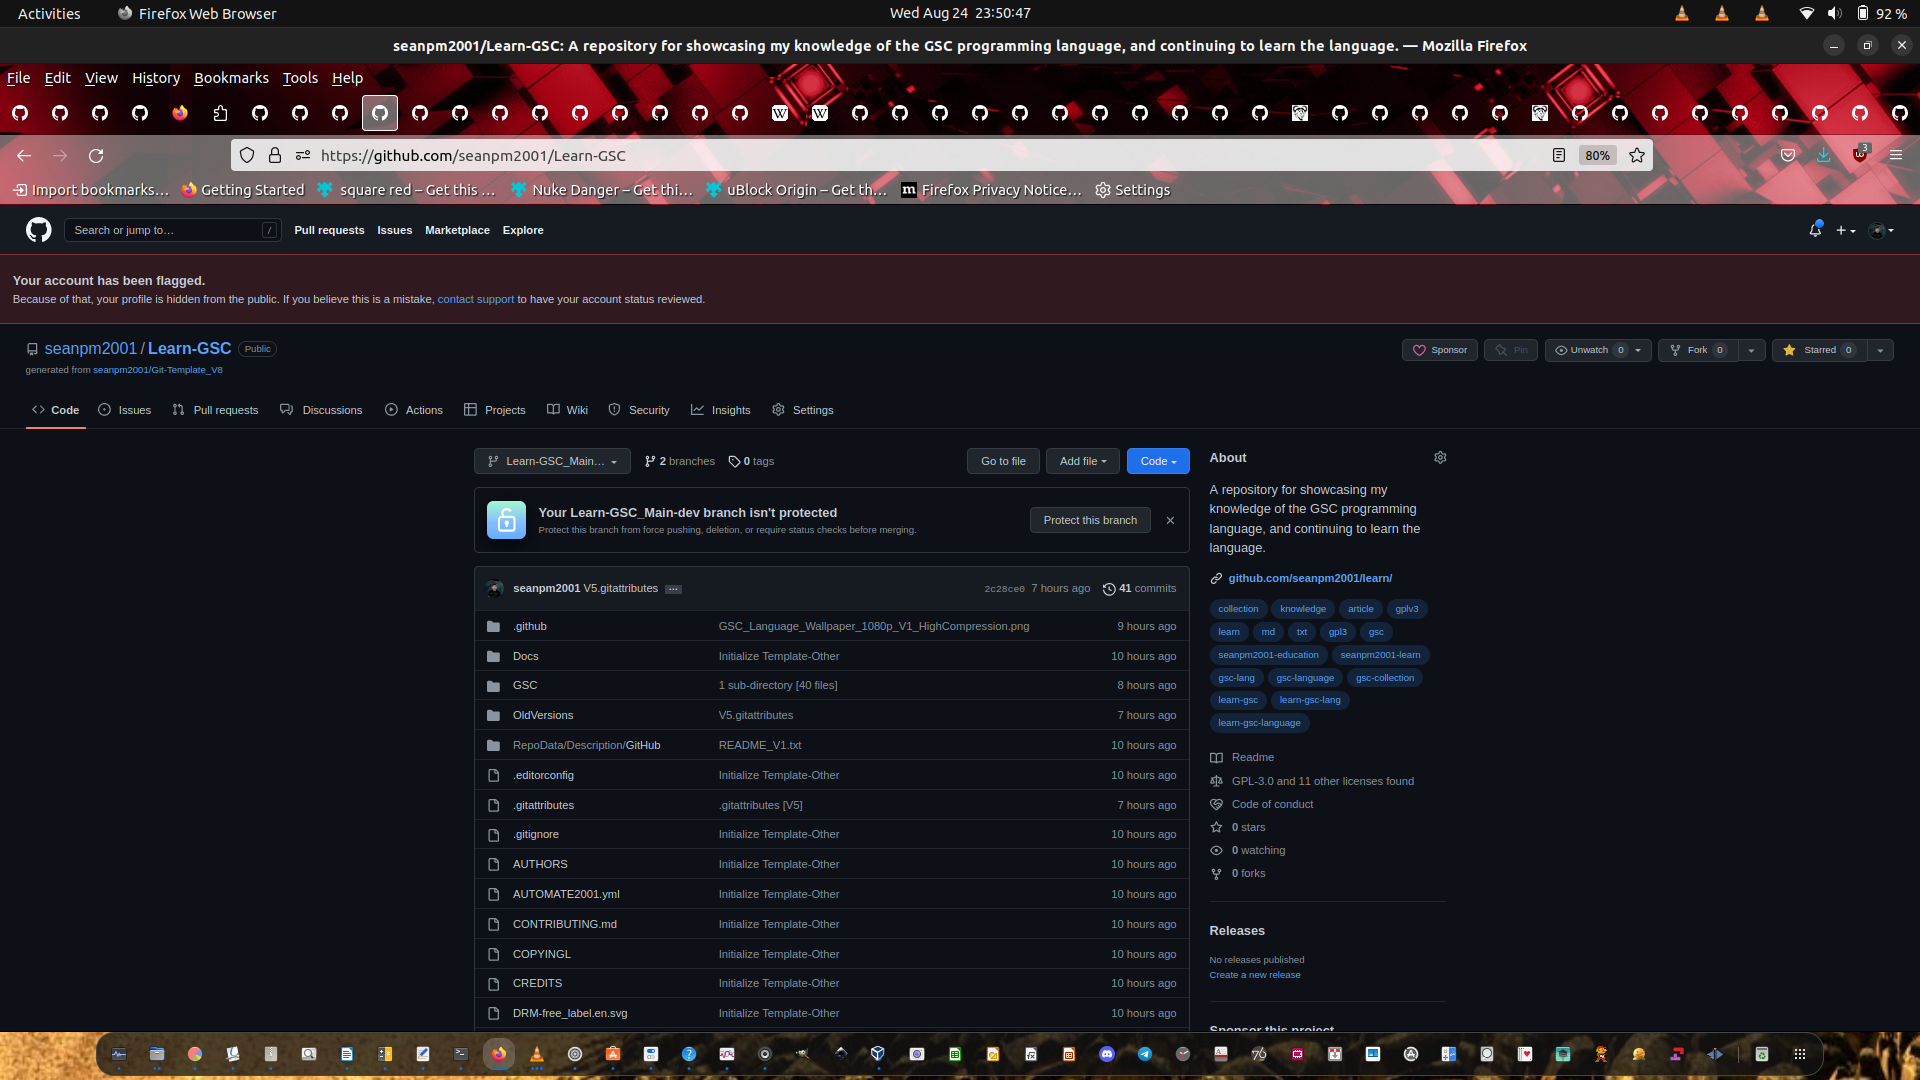 Activities
Firefox Web Browser
Wed Aug 24 23:50:47
92 %
seanpm2001/Learn-GSC: A repository for showcasing my knowledge of the GSC programming language, and continuing to learn the language. — Mozilla Firefox
File Edit View History Bookmarks Tools Help
https://github.com/seanpm2001/Learn-GSC
80%
3
Import bookmarks…
Getting Started
square red – Get this …
Nuke Danger – Get thi…
uBlock Origin – Get th…
Firefox Privacy Notice…
Settings
Search or jump to…
/
Pull requests Issues Marketplace Explore
Your account has been flagged.
Because of that, your profile is hidden from the public. If you believe this is a mistake, contact support to have your account status reviewed.
seanpm2001 / Learn-GSC Public
generated from seanpm2001/Git-Template_V8
Sponsor
Pin
Unwatch 0
Fork 0
Starred 0
Code
Issues
Pull requests
Discussions
Actions
Projects
Wiki
Security
Insights
Settings
Learn-GSC_Main…
2 branches
0 tags
Go to file
Add file
Code
Your Learn-GSC_Main-dev branch isn't protected
Protect this branch from force pushing, deletion, or require status checks before merging.
Protect this branch
seanpm2001 V5.gitattributes …
2c28ce0 7 hours ago
41 commits
.github GSC_Language_Wallpaper_1080p_V1_HighCompression.png 9 hours ago
Docs Initialize Template-Other 10 hours ago
GSC 1 sub-directory [40 files] 8 hours ago
OldVersions V5.gitattributes 7 hours ago
RepoData/Description/GitHub README_V1.txt 10 hours ago
.editorconfig Initialize Template-Other 10 hours ago
.gitattributes .gitattributes [V5] 7 hours ago
.gitignore Initialize Template-Other 10 hours ago
AUTHORS Initialize Template-Other 10 hours ago
AUTOMATE2001.yml Initialize Template-Other 10 hours ago
CONTRIBUTING.md Initialize Template-Other 10 hours ago
COPYINGL Initialize Template-Other 10 hours ago
CREDITS Initialize Template-Other 10 hours ago
DRM-free_label.en.svg Initialize Template-Other 10 hours ago
About
A repository for showcasing my
knowledge of the GSC programming
language, and continuing to learn the
language.
github.com/seanpm2001/learn/
collection knowledge article gplv3
learn md txt gpl3 gsc
seanpm2001-education seanpm2001-learn
gsc-lang gsc-language gsc-collection
learn-gsc learn-gsc-lang
learn-gsc-language
Readme
GPL-3.0 and 11 other licenses found
Code of conduct
0 stars
0 watching
0 forks
Releases
No releases published
Create a new release
Sponsor this project